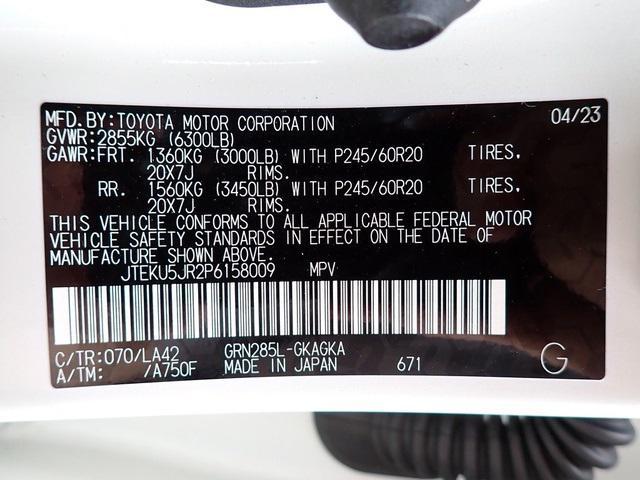 MFD.BY:TOYOTA MOTOR CORPORATION 04/23
GVWR:2855KG (6300LB)
GAWR:FRT. 1360KG (3000LB) WITH P245/60R20 TIRES,
20X7J RIMS.
RR. 1560KG (3450LB) WITH P245/60R20 TIRES,
20X7J RIMS.
THIS VEHICLE CONFORMS TO ALL APPLICABLE FEDERAL MOTOR
VEHICLE SAFETY STANDARDS IN EFFECT ON THE DATE OF
MANUFACTURE SHOWN ABOVE.
JTEKU5JR2P6158009 MPV
C/TR:070/LA42 GRN285L-GKAGKA
A/TM: /A750F MADE IN JAPAN 671 G